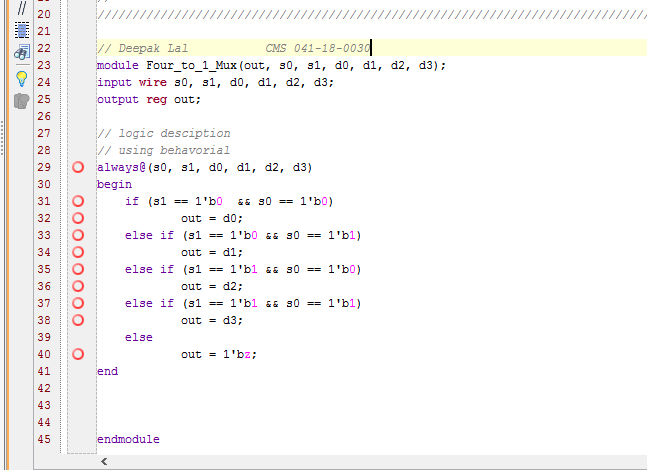 20 ////////////////////////////////////////////////////////////////////////////////
21
22 // Deepak Lal           CMS 041-18-0030
23 module Four_to_1_Mux(out, s0, s1, d0, d1, d2, d3);
24 input wire s0, s1, d0, d1, d2, d3;
25 output reg out;
26
27 // logic desciption
28 // using behavorial
29 always@(s0, s1, d0, d1, d2, d3)
30 begin
31     if (s1 == 1'b0  && s0 == 1'b0)
32             out = d0;
33     else if (s1 == 1'b0 && s0 == 1'b1)
34             out = d1;
35     else if (s1 == 1'b1 && s0 == 1'b0)
36             out = d2;
37     else if (s1 == 1'b1 && s0 == 1'b1)
38             out = d3;
39     else
40             out = 1'bz;
41 end
42
43
44
45 endmodule